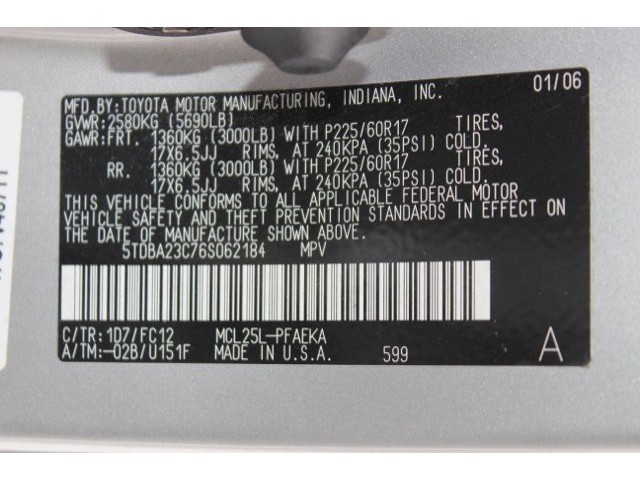 MFD.BY:TOYOTA MOTOR MANUFACTURING, INDIANA, INC. 01/06
GVWR:2580KG (5690LB)
GAWR:FRT. 1360KG (3000LB) WITH P225/60R17 TIRES,
17X6.5JJ RIMS, AT 240KPA (35PSI) COLD.
RR. 1360KG (3000LB) WITH P225/60R17 TIRES,
17X6.5JJ RIMS, AT 240KPA (35PSI) COLD.
THIS VEHICLE CONFORMS TO ALL APPLICABLE FEDERAL MOTOR
VEHICLE SAFETY BUMPER, AND THEFT PREVENTION STANDARDS IN EFFECT ON
THE DATE OF MANUFACTURE SHOWN ABOVE.
5TDBA23C76S062184 MPV
C/TR:1D7/FC12 MCL25L-PFAEKA
A/TM:-02B/U151F MADE IN U.S.A. 599 A